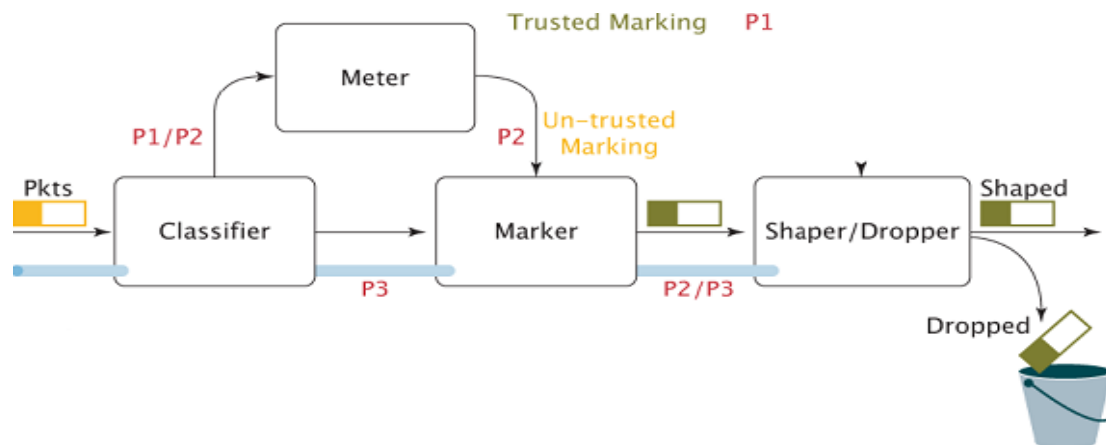 Trusted Marking P1
Meter
P1/P2
P2
Un-trusted
Marking
Pkts
Classifier
Marker
Shaper/Dropper
Shaped
P3
P2/P3
Dropped